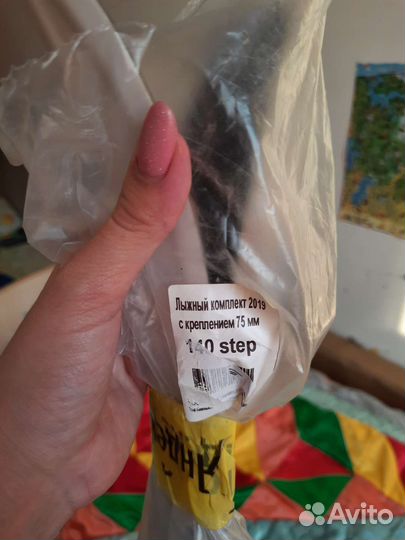 Лыжный комплект 2019
с креплением 75 мм
140 step
Avito